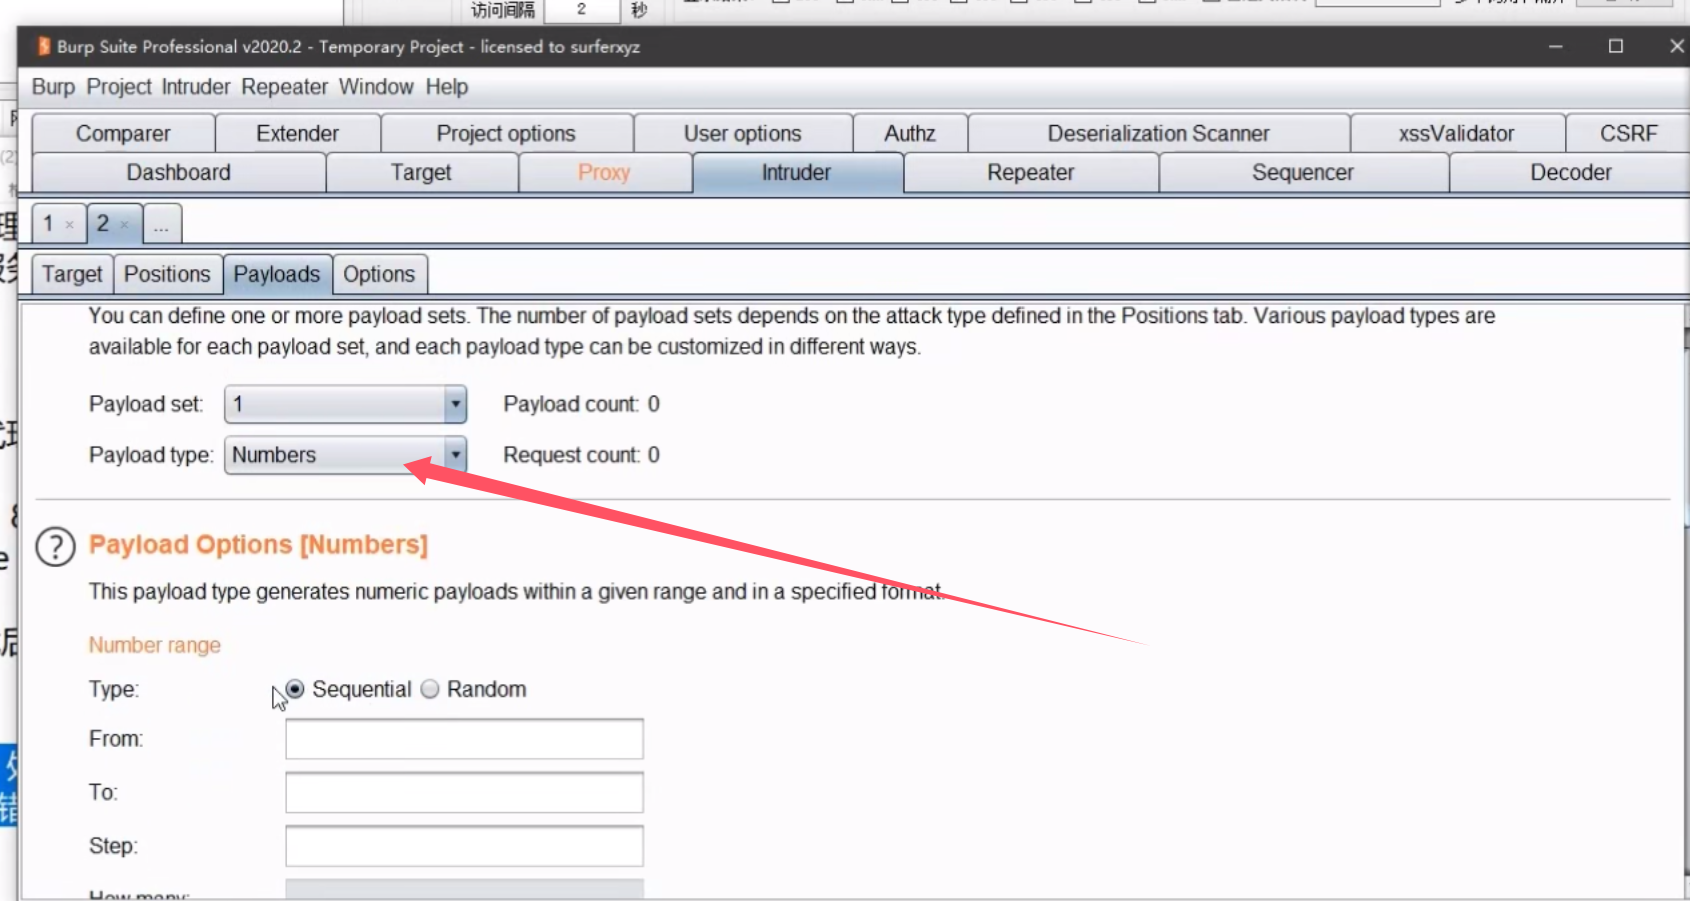 访问间隔 2 秒
Burp Suite Professional v2020.2 - Temporary Project - licensed to surferxyz
Burp Project Intruder Repeater Window Help
Comparer Extender Project options User options Authz Deserialization Scanner xssValidator CSRF
Dashboard Target Proxy Intruder Repeater Sequencer Decoder
1 × 2 × ...
Target Positions Payloads Options
You can define one or more payload sets. The number of payload sets depends on the attack type defined in the Positions tab. Various payload types are
available for each payload set, and each payload type can be customized in different ways.
Payload set: 1 Payload count: 0
Payload type: Numbers Request count: 0
? Payload Options [Numbers]
This payload type generates numeric payloads within a given range and in a specified format.
Number range
Type: Sequential Random
From:
To:
Step:
How many: